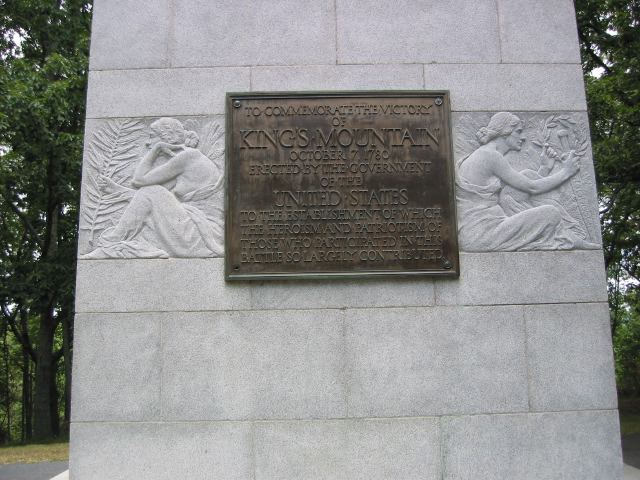 TO COMMEMORATE THE VICTORY
OF
KING'S MOUNTAIN
OCTOBER 7, 1780
ERECTED BY THE GOVERNMENT
OF THE
UNITED STATES
TO THE ESTABLISHMENT OF WHICH
THE HEROISM AND PATRIOTISM OF
THOSE WHO PARTICIPATED IN THIS
BATTLE SO LARGELY CONTRIBUTED